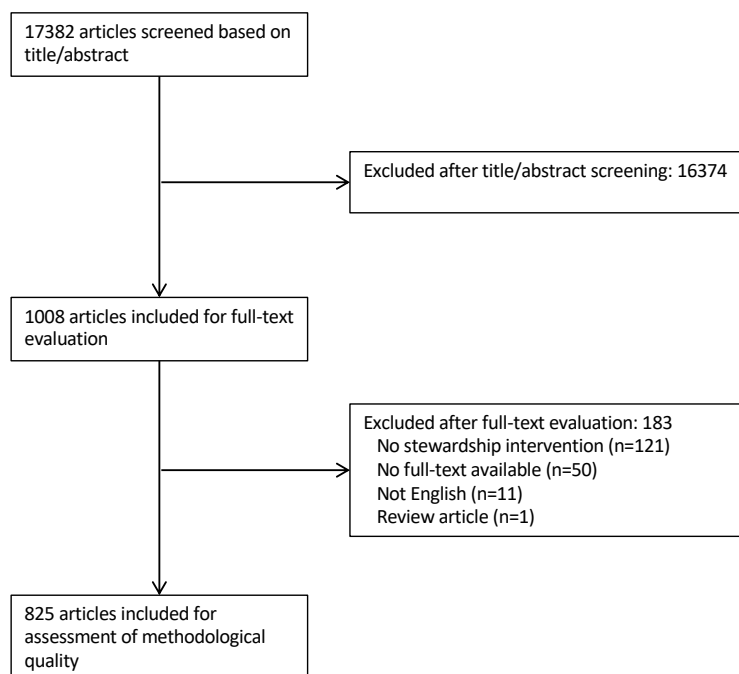 17382 articles screened based on
title/abstract
Excluded after title/abstract screening: 16374
1008 articles included for full-text
evaluation
Excluded after full-text evaluation: 183
No stewardship intervention (n=121)
No full-text available (n=50)
Not English (n=11)
Review article (n=1)
825 articles included for
assessment of methodological
quality